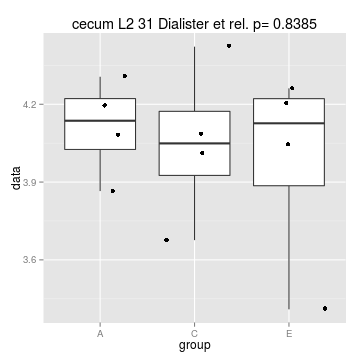 cecum L2 31 Dialister et rel. p= 0.8385
data
4.2
3.9
3.6
A C E
group